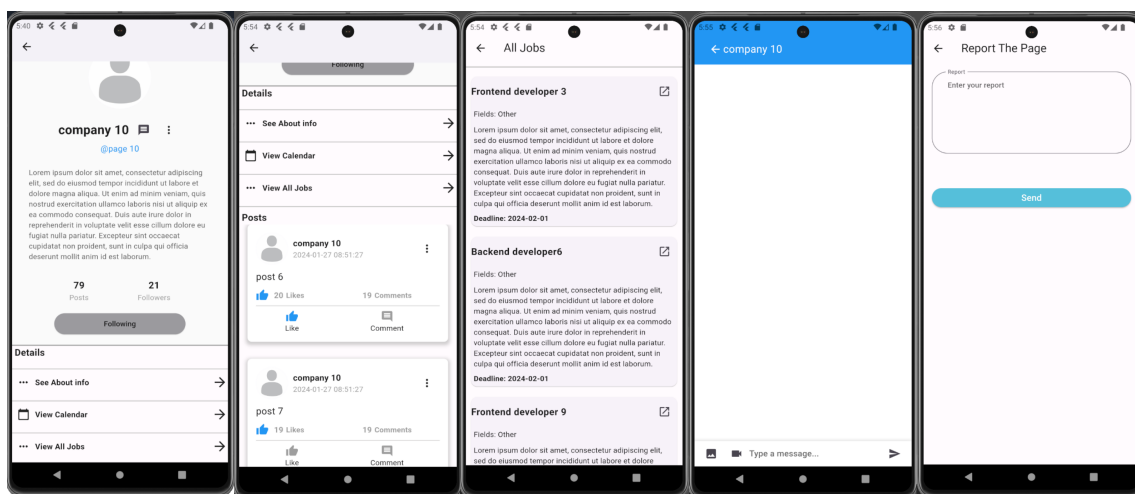 5:40
company 10
@page 10
Lorem ipsum dolor sit amet, consectetur adipiscing
elit, sed do eiusmod tempor incididunt ut labore et
dolore magna aliqua. Ut enim ad minim veniam, quis
nostrud exercitation ullamco laboris nisi ut aliquip ex
ea commodo consequat. Duis aute irure dolor in
reprehenderit in voluptate velit esse cillum dolore eu
fugiat nulla pariatur. Excepteur sint occaecat
cupidatat non proident, sunt in culpa qui officia
deserunt mollit anim id est laborum.
79 21
Posts Followers
Following
Details
See About info
View Calendar
View All Jobs
5:54
Following
Details
See About info
View Calendar
View All Jobs
Posts
company 10
2024-01-27 08:51:27
post 6
20 Likes 19 Comments
Like Comment
company 10
2024-01-27 08:51:27
post 7
19 Likes 19 Comments
Like Comment
5:54
All Jobs
Frontend developer 3
Fields: Other
Lorem ipsum dolor sit amet, consectetur adipiscing elit,
sed do eiusmod tempor incididunt ut labore et dolore
magna aliqua. Ut enim ad minim veniam, quis nostrud
exercitation ullamco laboris nisi ut aliquip ex ea commodo
consequat. Duis aute irure dolor in reprehenderit in
voluptate velit esse cillum dolore eu fugiat nulla pariatur.
Excepteur sint occaecat cupidatat non proident, sunt in
culpa qui officia deserunt mollit anim id est laborum.
Deadline: 2024-02-01
Backend developer6
Fields: Other
Lorem ipsum dolor sit amet, consectetur adipiscing elit,
sed do eiusmod tempor incididunt ut labore et dolore
magna aliqua. Ut enim ad minim veniam, quis nostrud
exercitation ullamco laboris nisi ut aliquip ex ea commodo
consequat. Duis aute irure dolor in reprehenderit in
voluptate velit esse cillum dolore eu fugiat nulla pariatur.
Excepteur sint occaecat cupidatat non proident, sunt in
culpa qui officia deserunt mollit anim id est laborum.
Deadline: 2024-02-01
Frontend developer 9
Fields: Other
Lorem ipsum dolor sit amet, consectetur adipiscing elit,
sed do eiusmod tempor incididunt ut labore et dolore
5:55
company 10
Type a message...
5:56
Report The Page
Report
Enter your report
Send